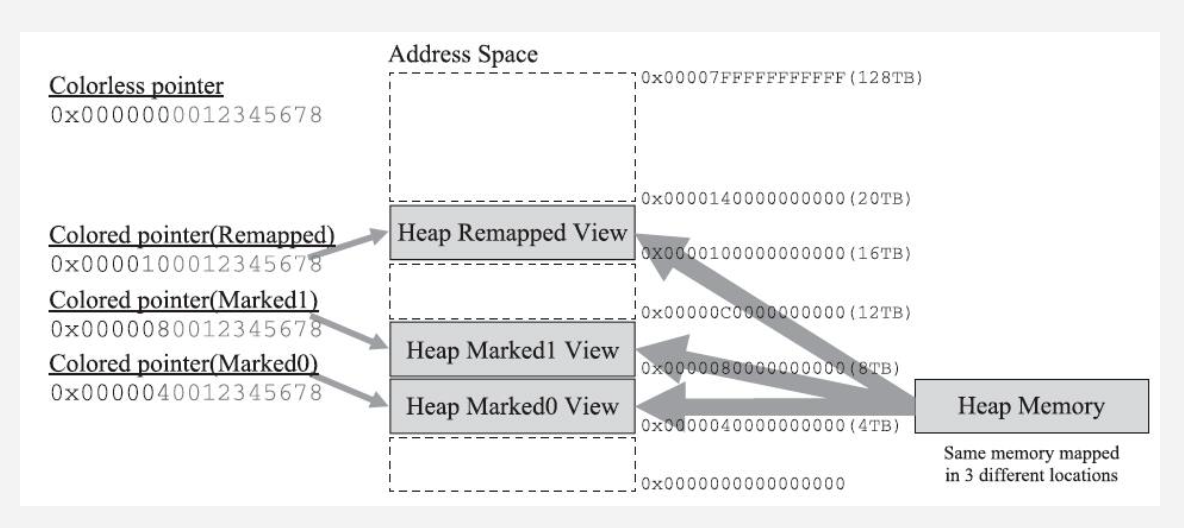 Address Space
Colorless pointer
0x0000000012345678
Colored pointer(Remapped)
0x0000100012345678
Colored pointer(Marked1)
0x0000080012345678
Colored pointer(Marked0)
0x0000040012345678
Heap Remapped View
Heap Marked1 View
Heap Marked0 View
0x00007FFFFFFFFFFF(128TB)
0x0000140000000000(20TB)
0x0000100000000000(16TB)
0x00000C0000000000(12TB)
0x0000080000000000(8TB)
0x0000040000000000(4TB)
0x0000000000000000
Heap Memory
Same memory mapped
in 3 different locations